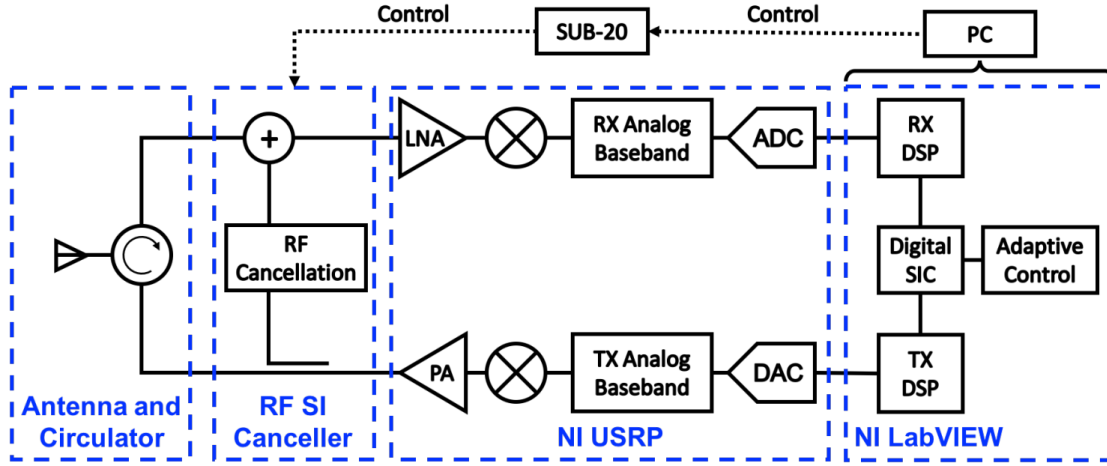 Control
SUB-20
Control
PC
+
LNA
RX Analog
Baseband
ADC
RX
DSP
RF
Cancellation
Digital
SIC
Adaptive
Control
PA
TX Analog
Baseband
DAC
TX
DSP
Antenna and
Circulator
RF SI
Canceller
NI USRP
NI LabVIEW